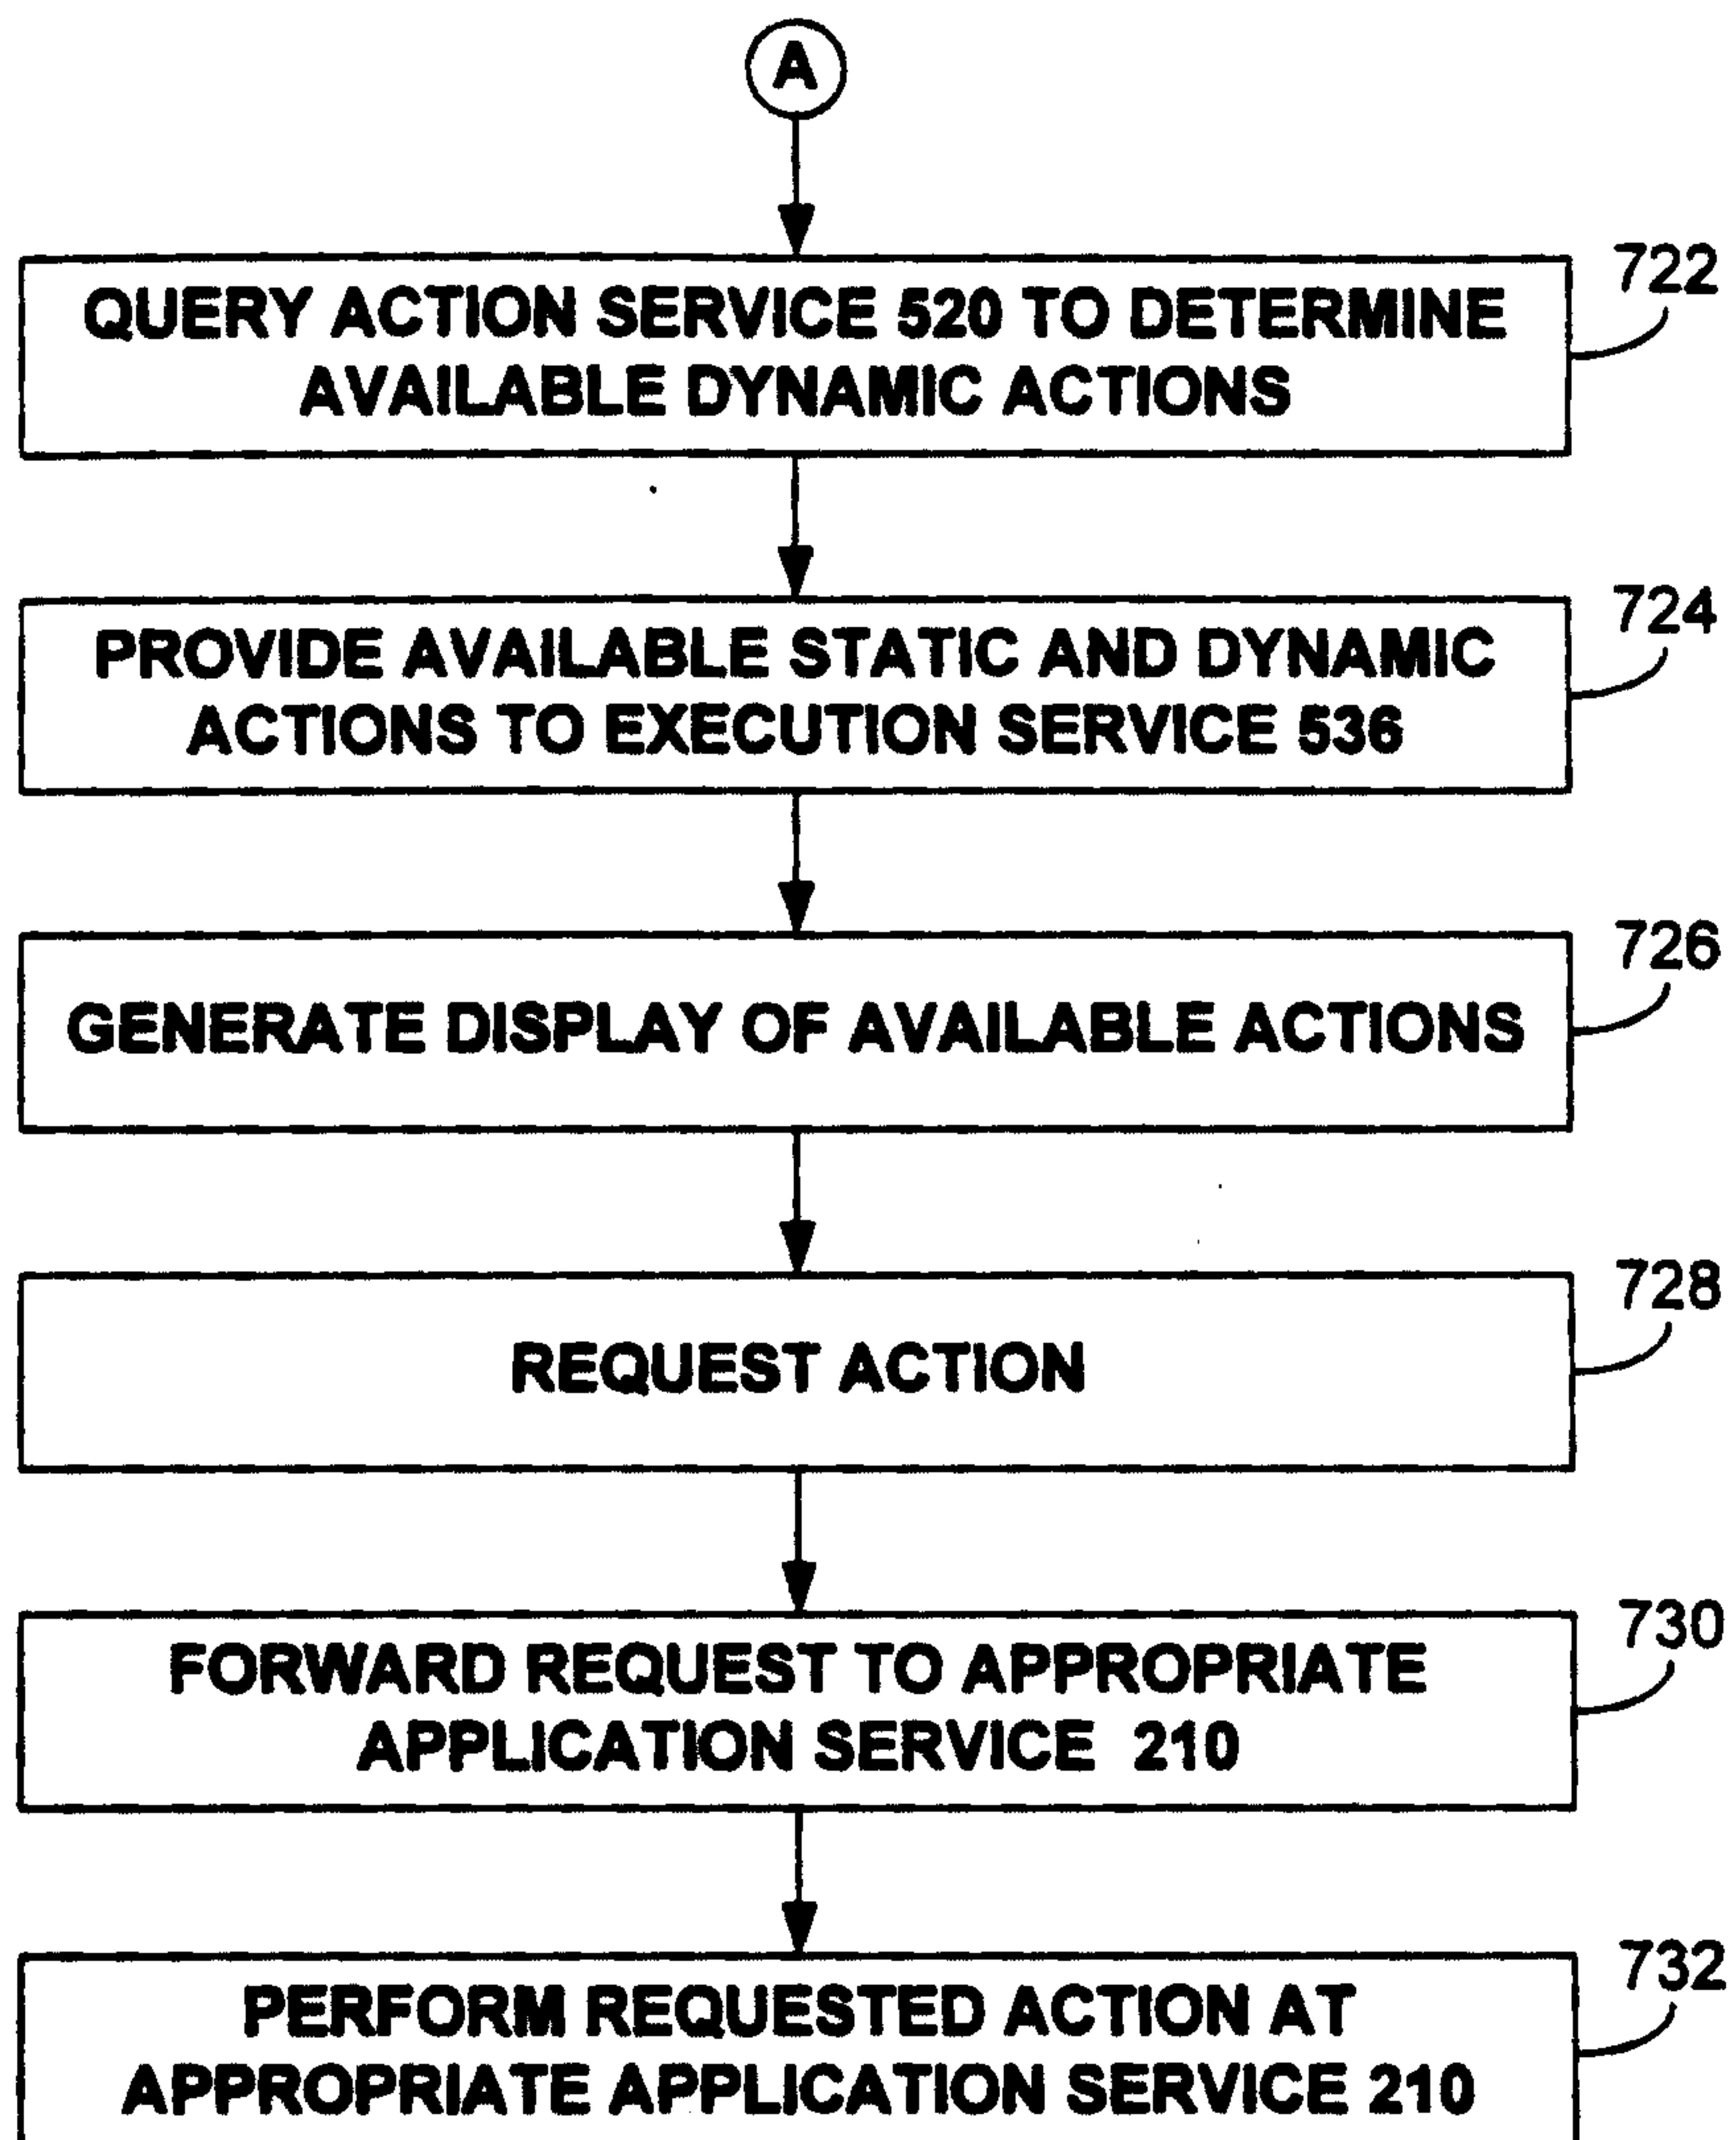 A
722
QUERY ACTION SERVICE 520 TO DETERMINE
AVAILABLE DYNAMIC ACTIONS
724
PROVIDE AVAILABLE STATIC AND DYNAMIC
ACTIONS TO EXECUTION SERVICE 536
726
GENERATE DISPLAY OF AVAILABLE ACTIONS
728
REQUEST ACTION
730
FORWARD REQUEST TO APPROPRIATE
APPLICATION SERVICE 210
732
PERFORM REQUESTED ACTION AT
APPROPRIATE APPLICATION SERVICE 210